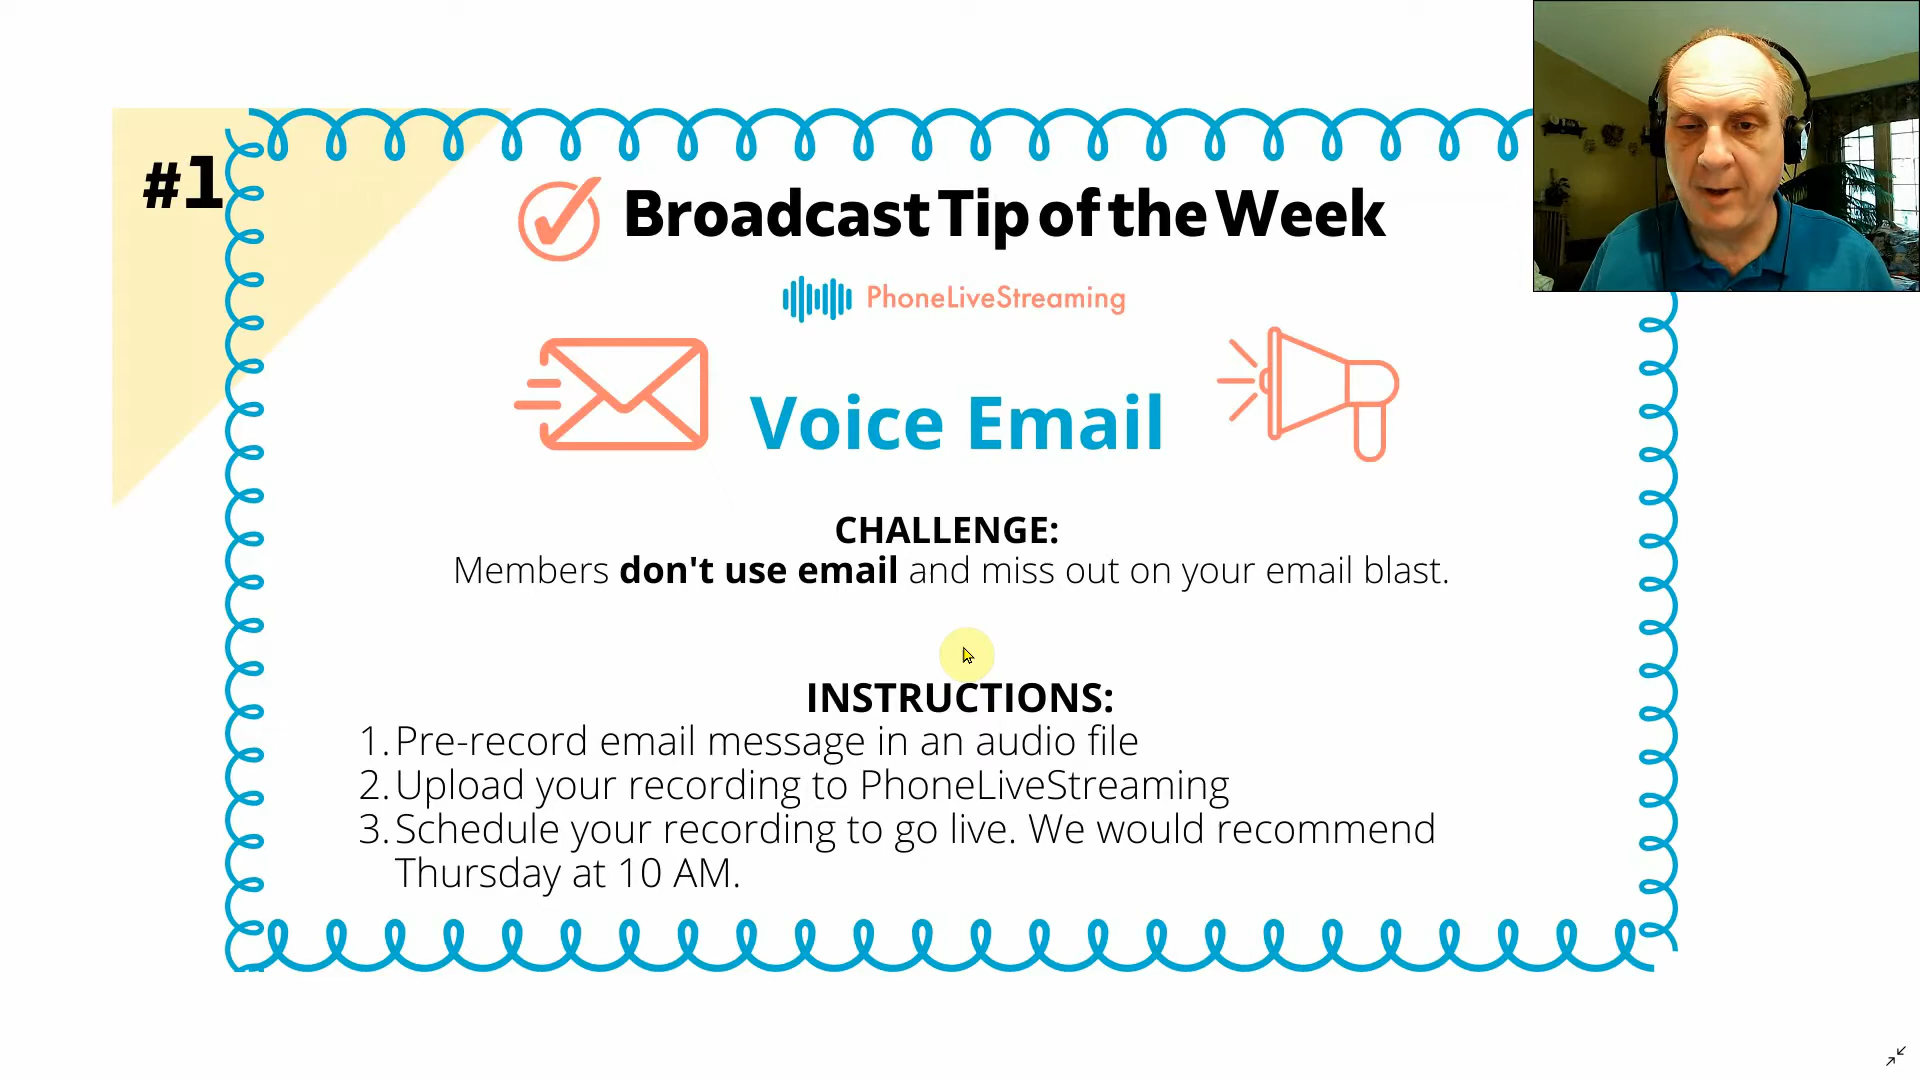 #1
Broadcast Tip of the Week
PhoneLiveStreaming
Voice Email
CHALLENGE:
Members don't use email and miss out on your email blast.
INSTRUCTIONS:
1. Pre-record email message in an audio file
2. Upload your recording to PhoneLiveStreaming
3. Schedule your recording to go live. We would recommend
Thursday at 10 AM.